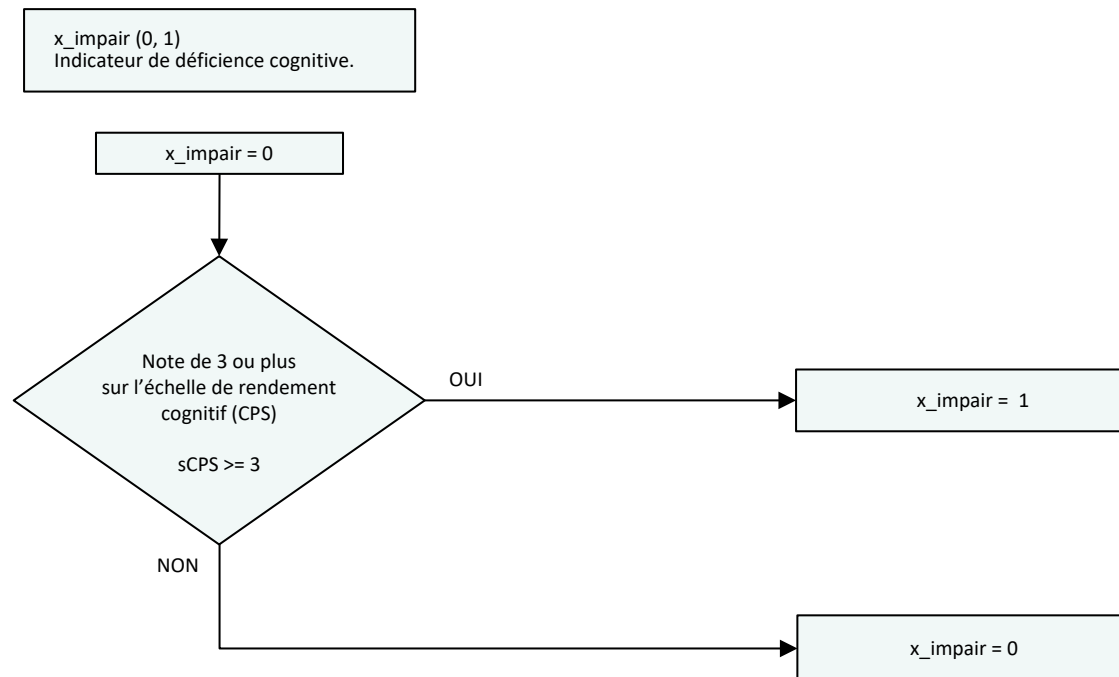 x_impair (0, 1)
Indicateur de déficience cognitive.
x_impair = 0
Note de 3 ou plus
sur l’échelle de rendement
cognitif (CPS)
sCPS >= 3
OUI
x_impair = 1
NON
x_impair = 0